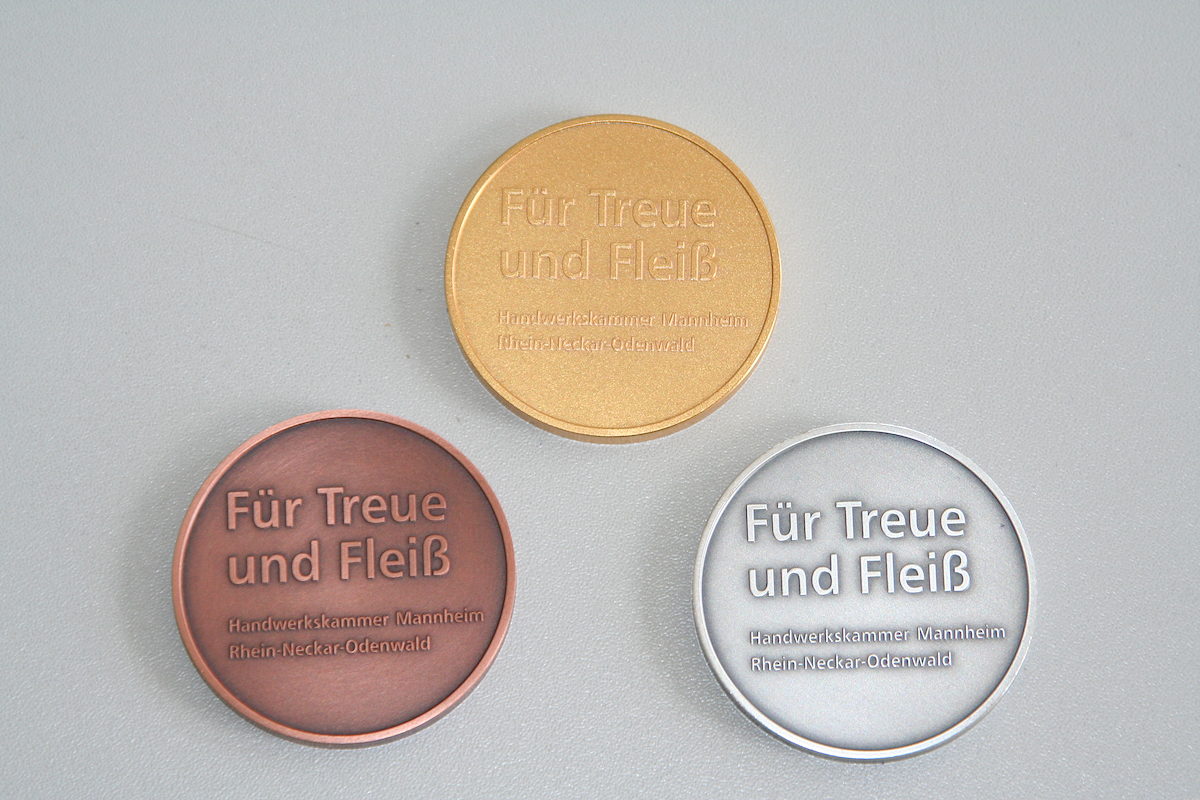 Für Treue
und Fleiß
Handwerkskammer Mannheim
Rhein-Neckar-Odenwald
Für Treue
und Fleiß
Handwerkskammer Mannheim
Rhein-Neckar-Odenwald
Für Treue
und Fleiß
Handwerkskammer Mannheim
Rhein-Neckar-Odenwald